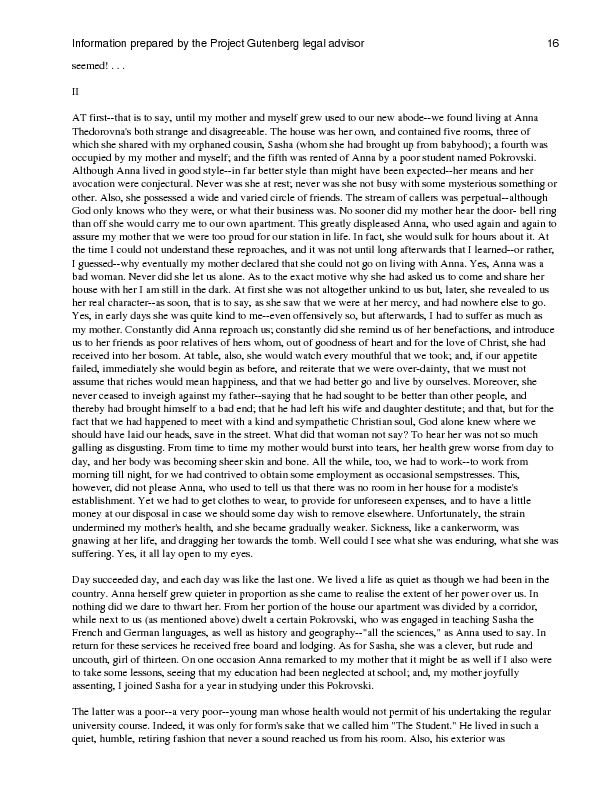 Information prepared by the Project Gutenberg legal advisor 16
seemed! . . .
II
AT first--that is to say, until my mother and myself grew used to our new abode--we found living at Anna
Thedorovna's both strange and disagreeable. The house was her own, and contained five rooms, three of
which she shared with my orphaned cousin, Sasha (whom she had brought up from babyhood); a fourth was
occupied by my mother and myself; and the fifth was rented of Anna by a poor student named Pokrovski.
Although Anna lived in good style--in far better style than might have been expected--her means and her
avocation were conjectural. Never was she at rest; never was she not busy with some mysterious something or
other. Also, she possessed a wide and varied circle of friends. The stream of callers was perpetual--although
God only knows who they were, or what their business was. No sooner did my mother hear the door- bell ring
than off she would carry me to our own apartment. This greatly displeased Anna, who used again and again to
assure my mother that we were too proud for our station in life. In fact, she would sulk for hours about it. At
the time I could not understand these reproaches, and it was not until long afterwards that I learned--or rather,
I guessed--why eventually my mother declared that she could not go on living with Anna. Yes, Anna was a
bad woman. Never did she let us alone. As to the exact motive why she had asked us to come and share her
house with her I am still in the dark. At first she was not altogether unkind to us but, later, she revealed to us
her real character--as soon, that is to say, as she saw that we were at her mercy, and had nowhere else to go.
Yes, in early days she was quite kind to me--even offensively so, but afterwards, I had to suffer as much as
my mother. Constantly did Anna reproach us; constantly did she remind us of her benefactions, and introduce
us to her friends as poor relatives of hers whom, out of goodness of heart and for the love of Christ, she had
received into her bosom. At table, also, she would watch every mouthful that we took; and, if our appetite
failed, immediately she would begin as before, and reiterate that we were over-dainty, that we must not
assume that riches would mean happiness, and that we had better go and live by ourselves. Moreover, she
never ceased to inveigh against my father--saying that he had sought to be better than other people, and
thereby had brought himself to a bad end; that he had left his wife and daughter destitute; and that, but for the
fact that we had happened to meet with a kind and sympathetic Christian soul, God alone knew where we
should have laid our heads, save in the street. What did that woman not say? To hear her was not so much
galling as disgusting. From time to time my mother would burst into tears, her health grew worse from day to
day, and her body was becoming sheer skin and bone. All the while, too, we had to work--to work from
morning till night, for we had contrived to obtain some employment as occasional sempstresses. This,
however, did not please Anna, who used to tell us that there was no room in her house for a modiste's
establishment. Yet we had to get clothes to wear, to provide for unforeseen expenses, and to have a little
money at our disposal in case we should some day wish to remove elsewhere. Unfortunately, the strain
undermined my mother's health, and she became gradually weaker. Sickness, like a cankerworm, was
gnawing at her life, and dragging her towards the tomb. Well could I see what she was enduring, what she was
suffering. Yes, it all lay open to my eyes.
Day succeeded day, and each day was like the last one. We lived a life as quiet as though we had been in the
country. Anna herself grew quieter in proportion as she came to realise the extent of her power over us. In
nothing did we dare to thwart her. From her portion of the house our apartment was divided by a corridor,
while next to us (as mentioned above) dwelt a certain Pokrovski, who was engaged in teaching Sasha the
French and German languages, as well as history and geography--"all the sciences," as Anna used to say. In
return for these services he received free board and lodging. As for Sasha, she was a clever, but rude and
uncouth, girl of thirteen. On one occasion Anna remarked to my mother that it might be as well if I also were
to take some lessons, seeing that my education had been neglected at school; and, my mother joyfully
assenting, I joined Sasha for a year in studying under this Pokrovski.
The latter was a poor--a very poor--young man whose health would not permit of his undertaking the regular
university course. Indeed, it was only for form's sake that we called him "The Student." He lived in such a
quiet, humble, retiring fashion that never a sound reached us from his room. Also, his exterior was